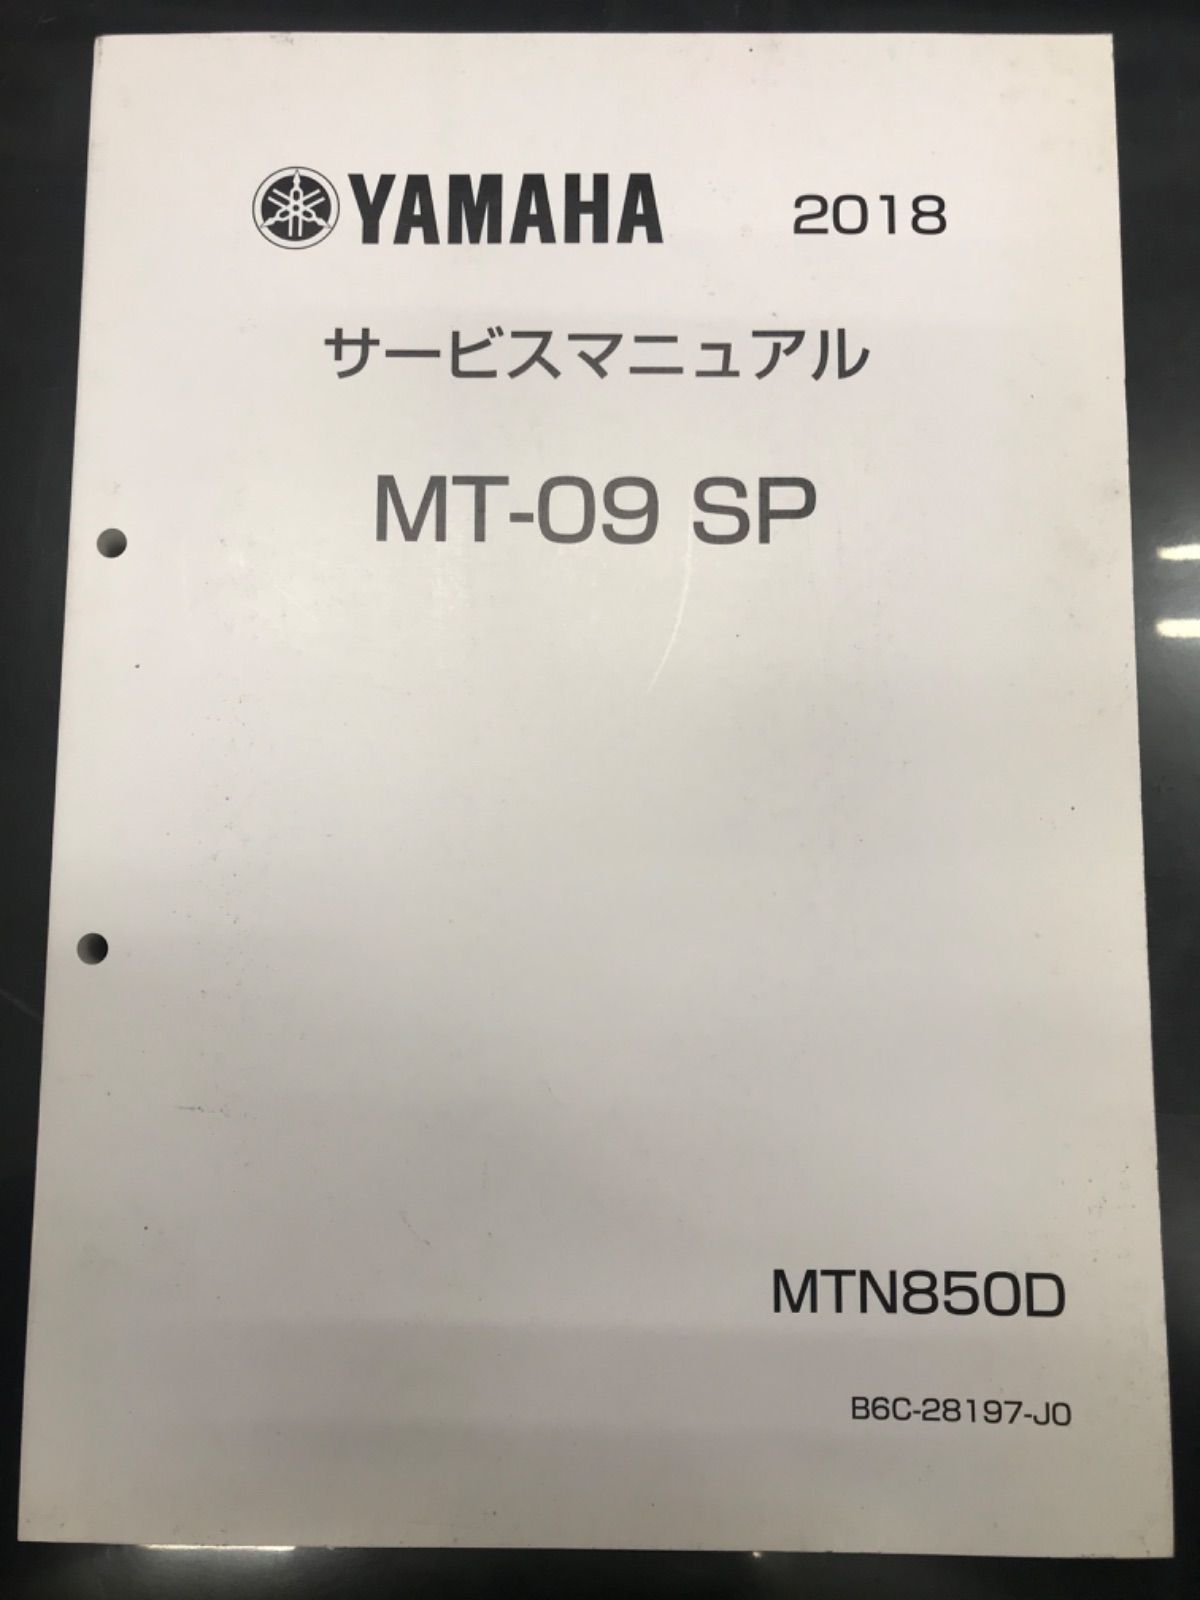 YAMAHA 2018
サービスマニュアル
MT-09 SP
MTN850D
B6C-28197-J0